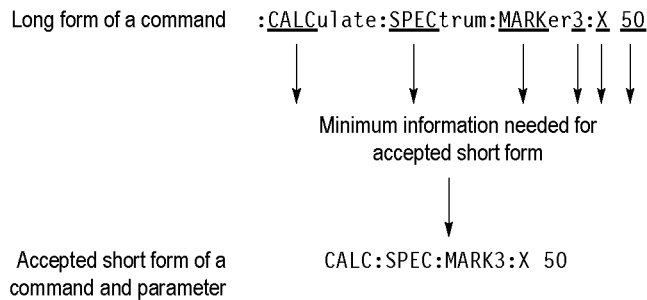 Long form of a command :CALCulate:SPECtrum:MARKer3:X 50
Minimum information needed for
accepted short form
Accepted short form of a CALC:SPEC:MARK3:X 50
command and parameter